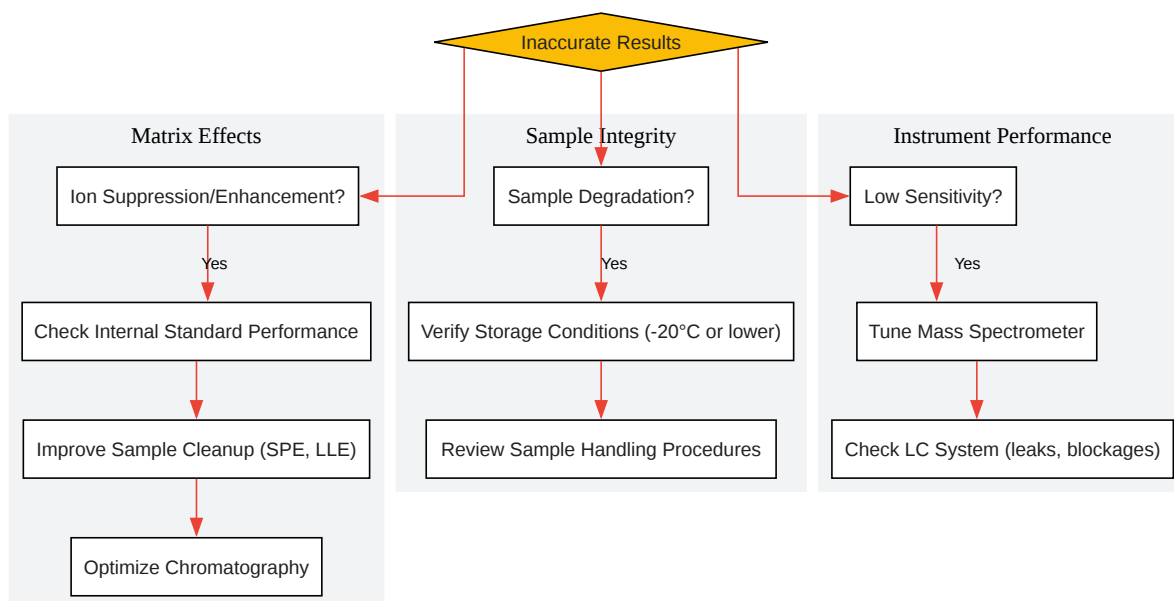 Inaccurate Results
Matrix Effects
Ion Suppression/Enhancement?
Yes
Check Internal Standard Performance
Improve Sample Cleanup (SPE, LLE)
Optimize Chromatography
Sample Integrity
Sample Degradation?
Yes
Verify Storage Conditions (-20°C or lower)
Review Sample Handling Procedures
Instrument Performance
Low Sensitivity?
Yes
Tune Mass Spectrometer
Check LC System (leaks, blockages)